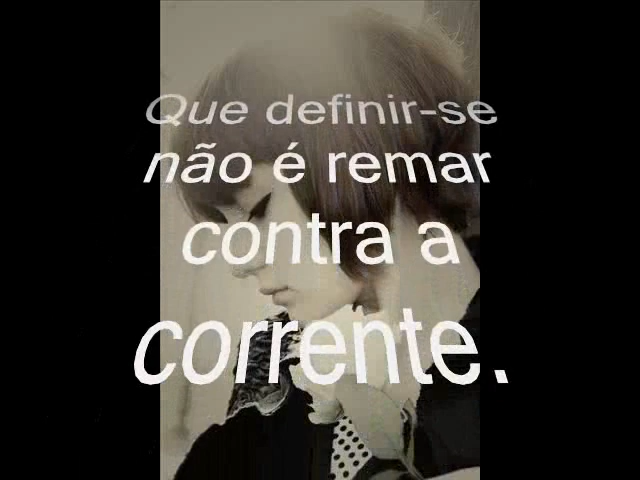 Que definir-se
não é remar
contra a
corrente.